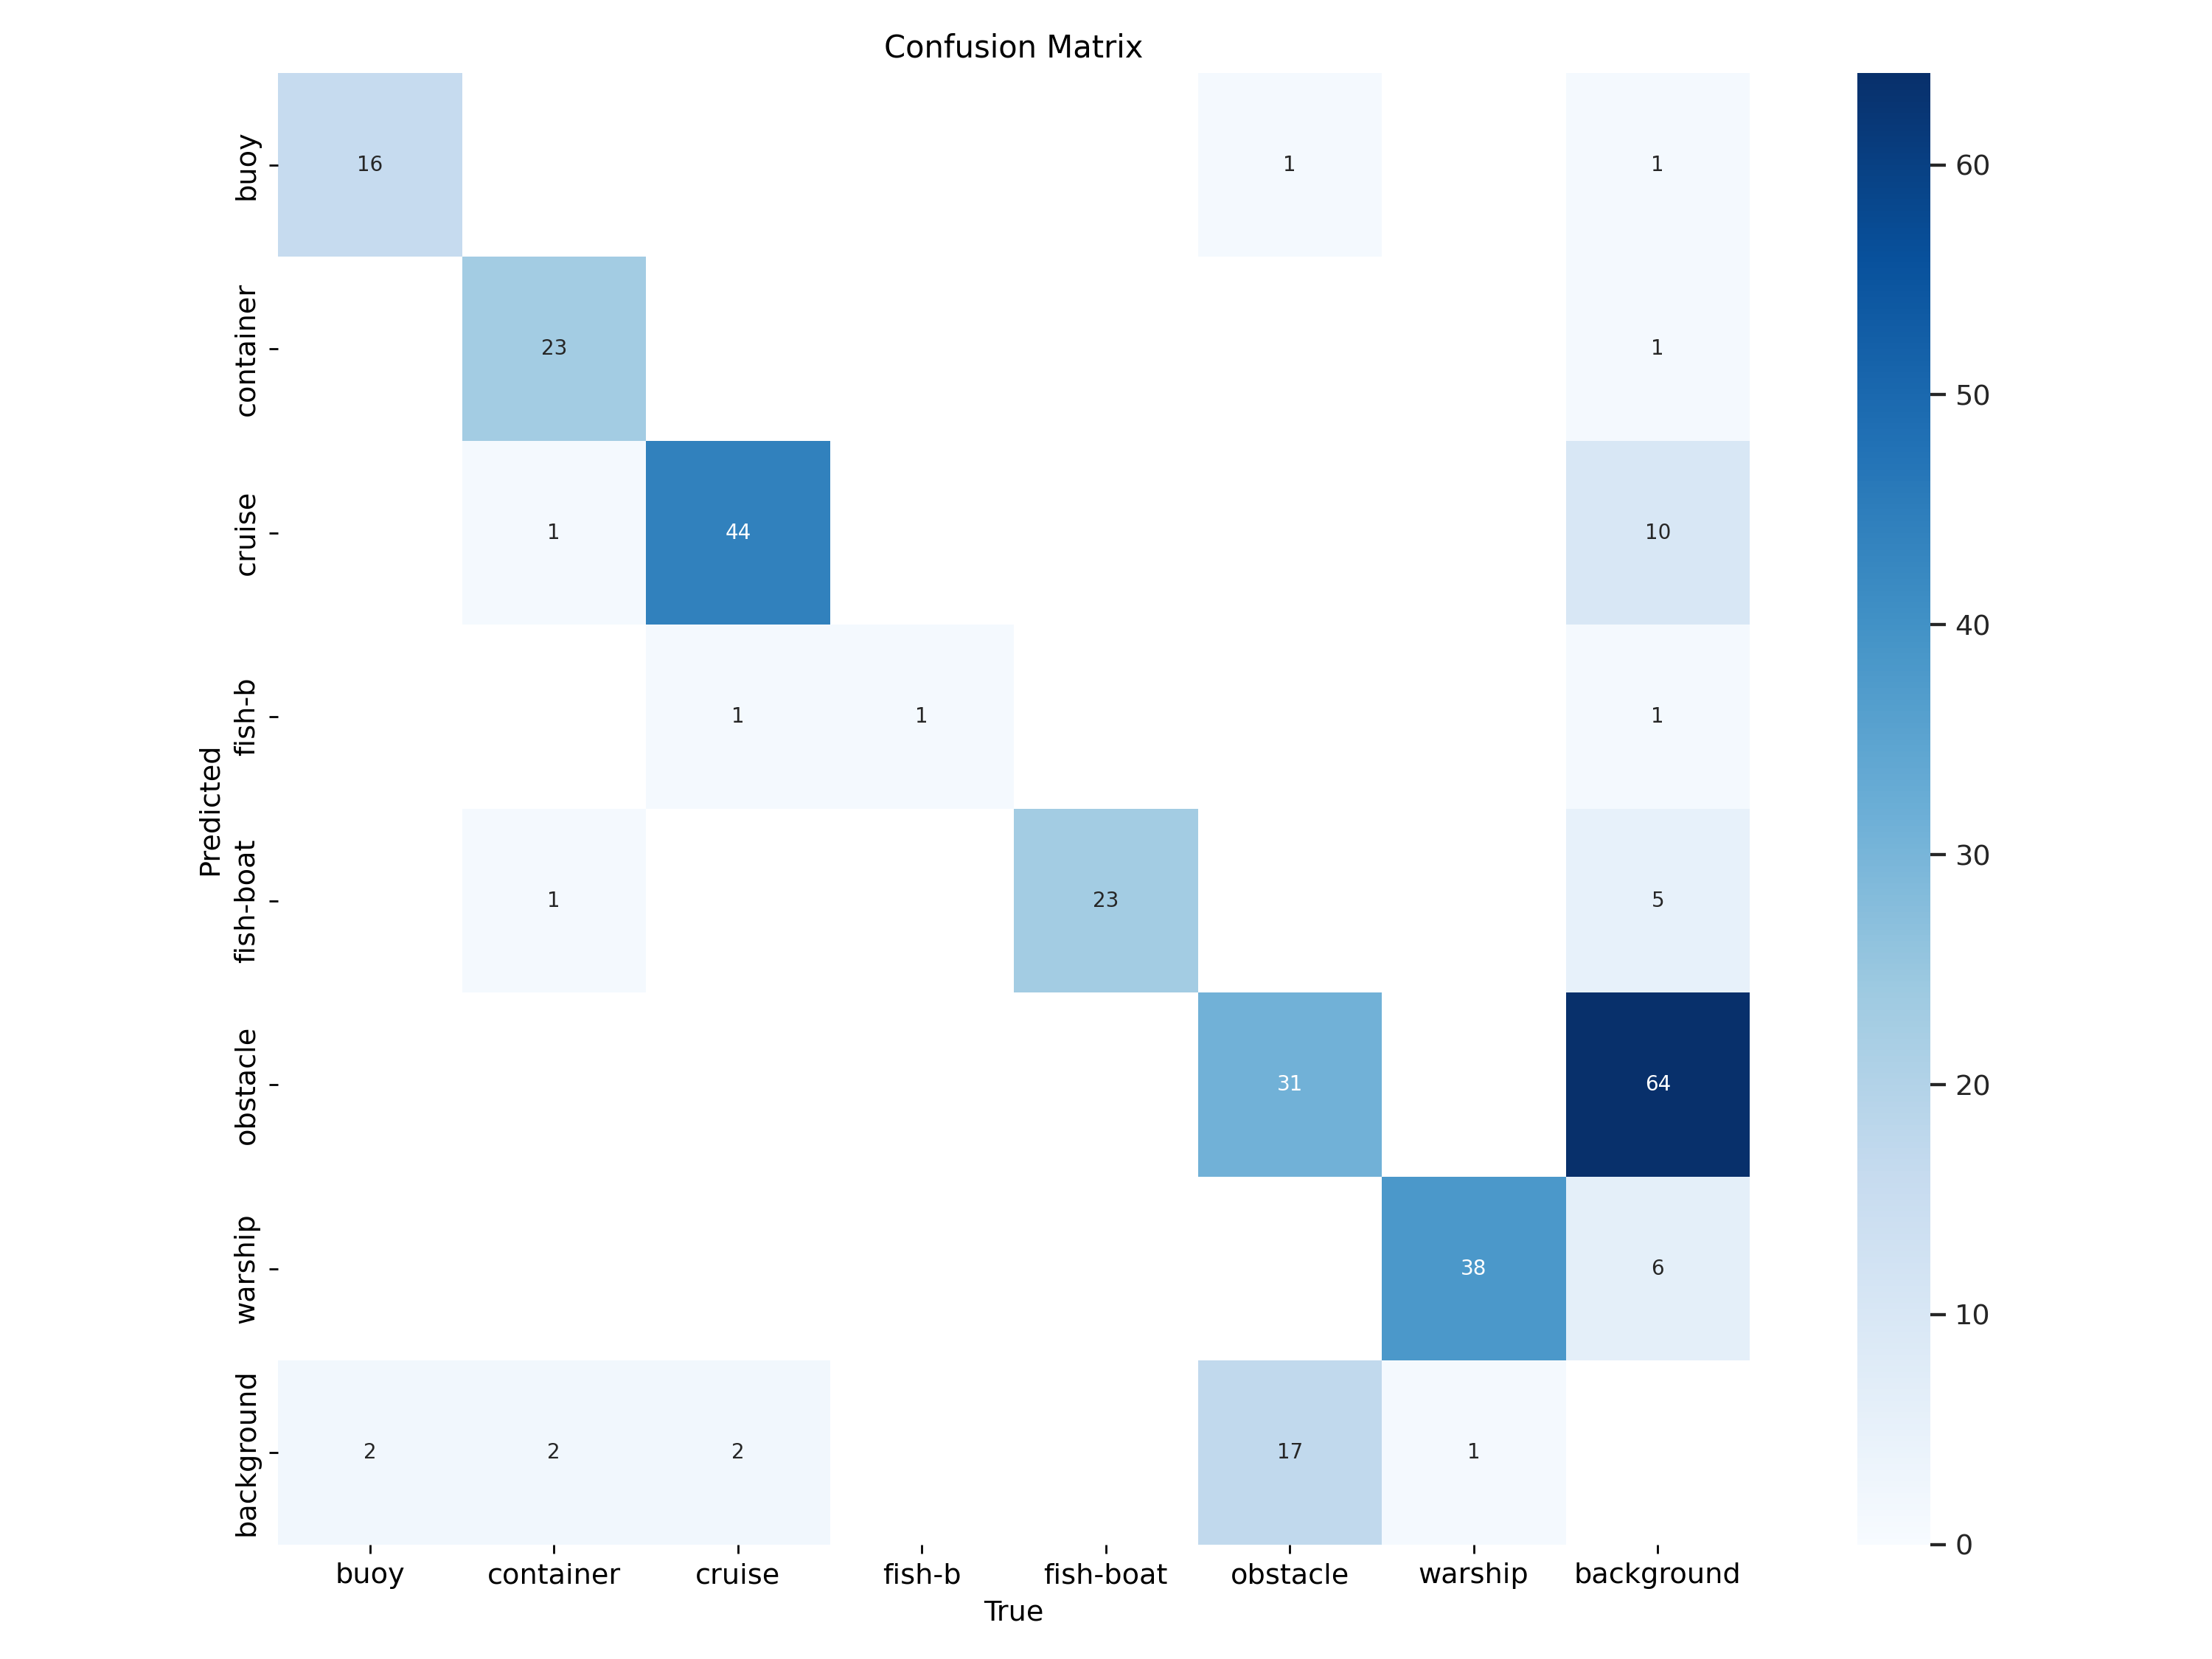 Confusion Matrix
buoy 16 1 1 60
container 23 1 50
cruise 1 44 10 40
fish-b 1 1 1
Predicted
fish-boat 1 23 5 30
obstacle 31 64 20
warship 38 6 10
background 2 2 2 17 1 0
buoy container cruise fish-b fish-boat obstacle warship background
True